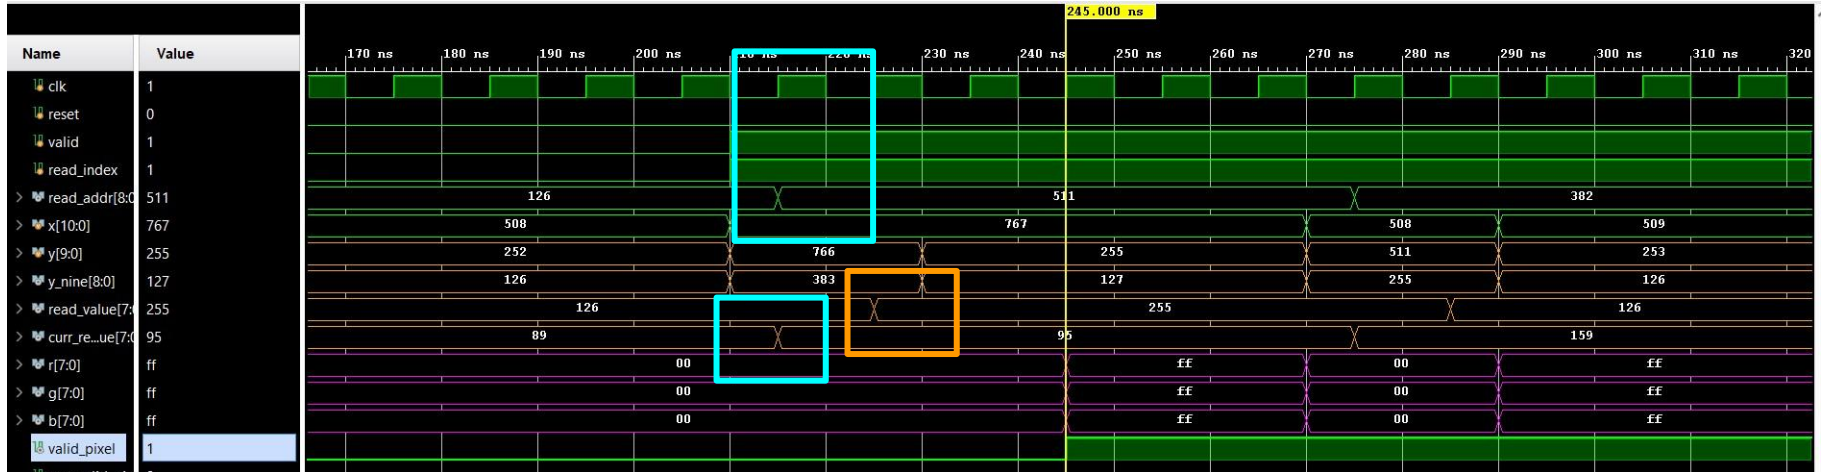 245.000 ns
Name Value
170 ns 180 ns 190 ns 200 ns 220 ns 230 ns 240 ns 250 ns 260 ns 270 ns 280 ns 290 ns 300 ns 310 ns 320
clk 1
reset 0
valid 1
read_index 1
read_addr[8:0 511 126 511 382
x[10:0] 767 508 767 508 509
y[9:0] 255 252 766 255 511 253
y_nine[8:0] 127 126 383 127 255 126
read_value[7: 255 126 255 126
curr_re...ue[7:0 95 89 95 159
r[7:0] ff 00 ff 00 ff
g[7:0] ff 00 ff 00 ff
b[7:0] ff 00 ff 00 ff
valid_pixel 1